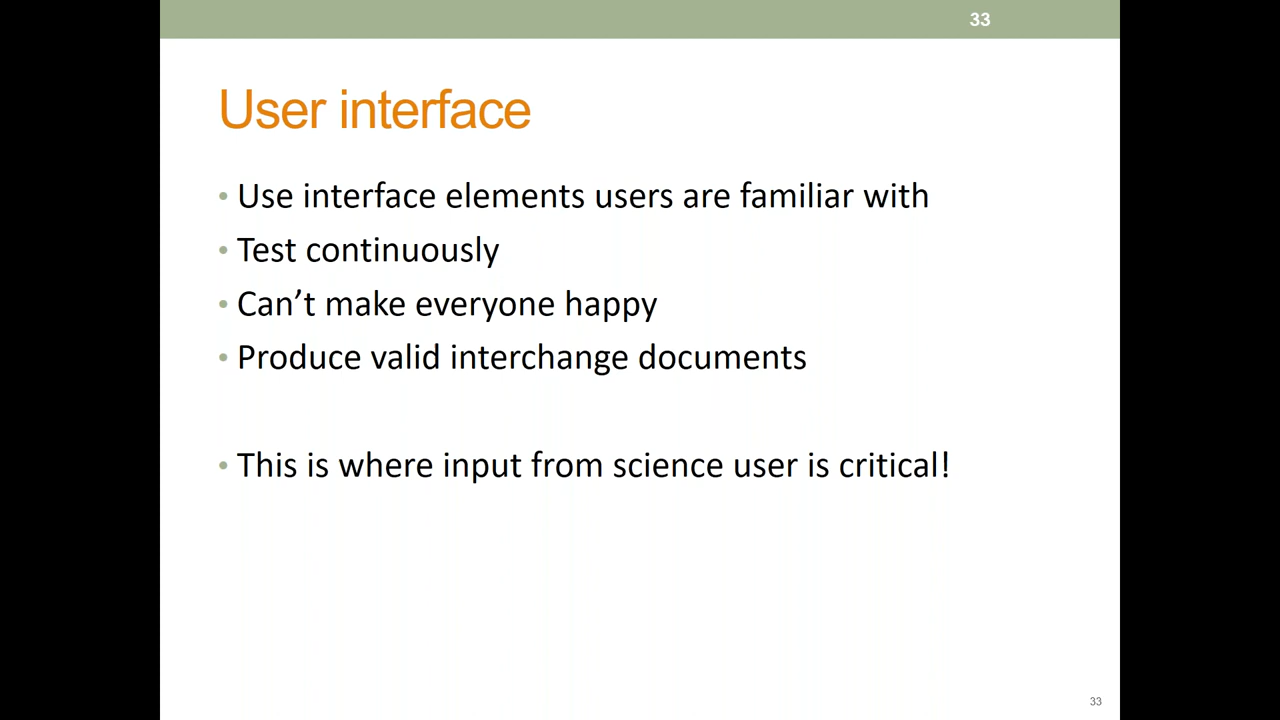 33
User interface
• Use interface elements users are familiar with
• Test continuously
• Can’t make everyone happy
• Produce valid interchange documents
• This is where input from science user is critical!
33